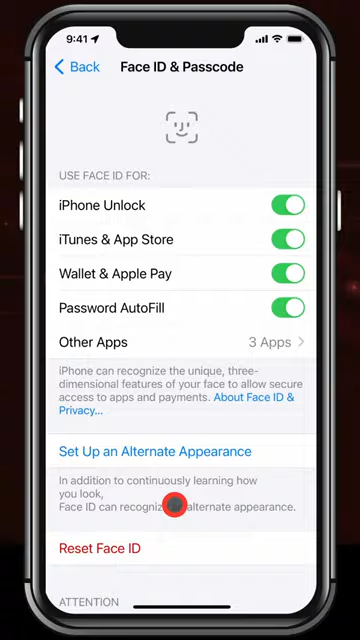 9:41
Back
Face ID & Passcode
USE FACE ID FOR:
iPhone Unlock
iTunes & App Store
Wallet & Apple Pay
Password AutoFill
Other Apps 3 Apps
iPhone can recognize the unique, three-
dimensional features of your face to allow secure
access to apps and payments. About Face ID &
Privacy...
Set Up an Alternate Appearance
In addition to continuously learning how
you look,
Face ID can recogniz alternate appearance.
Reset Face ID
ATTENTION